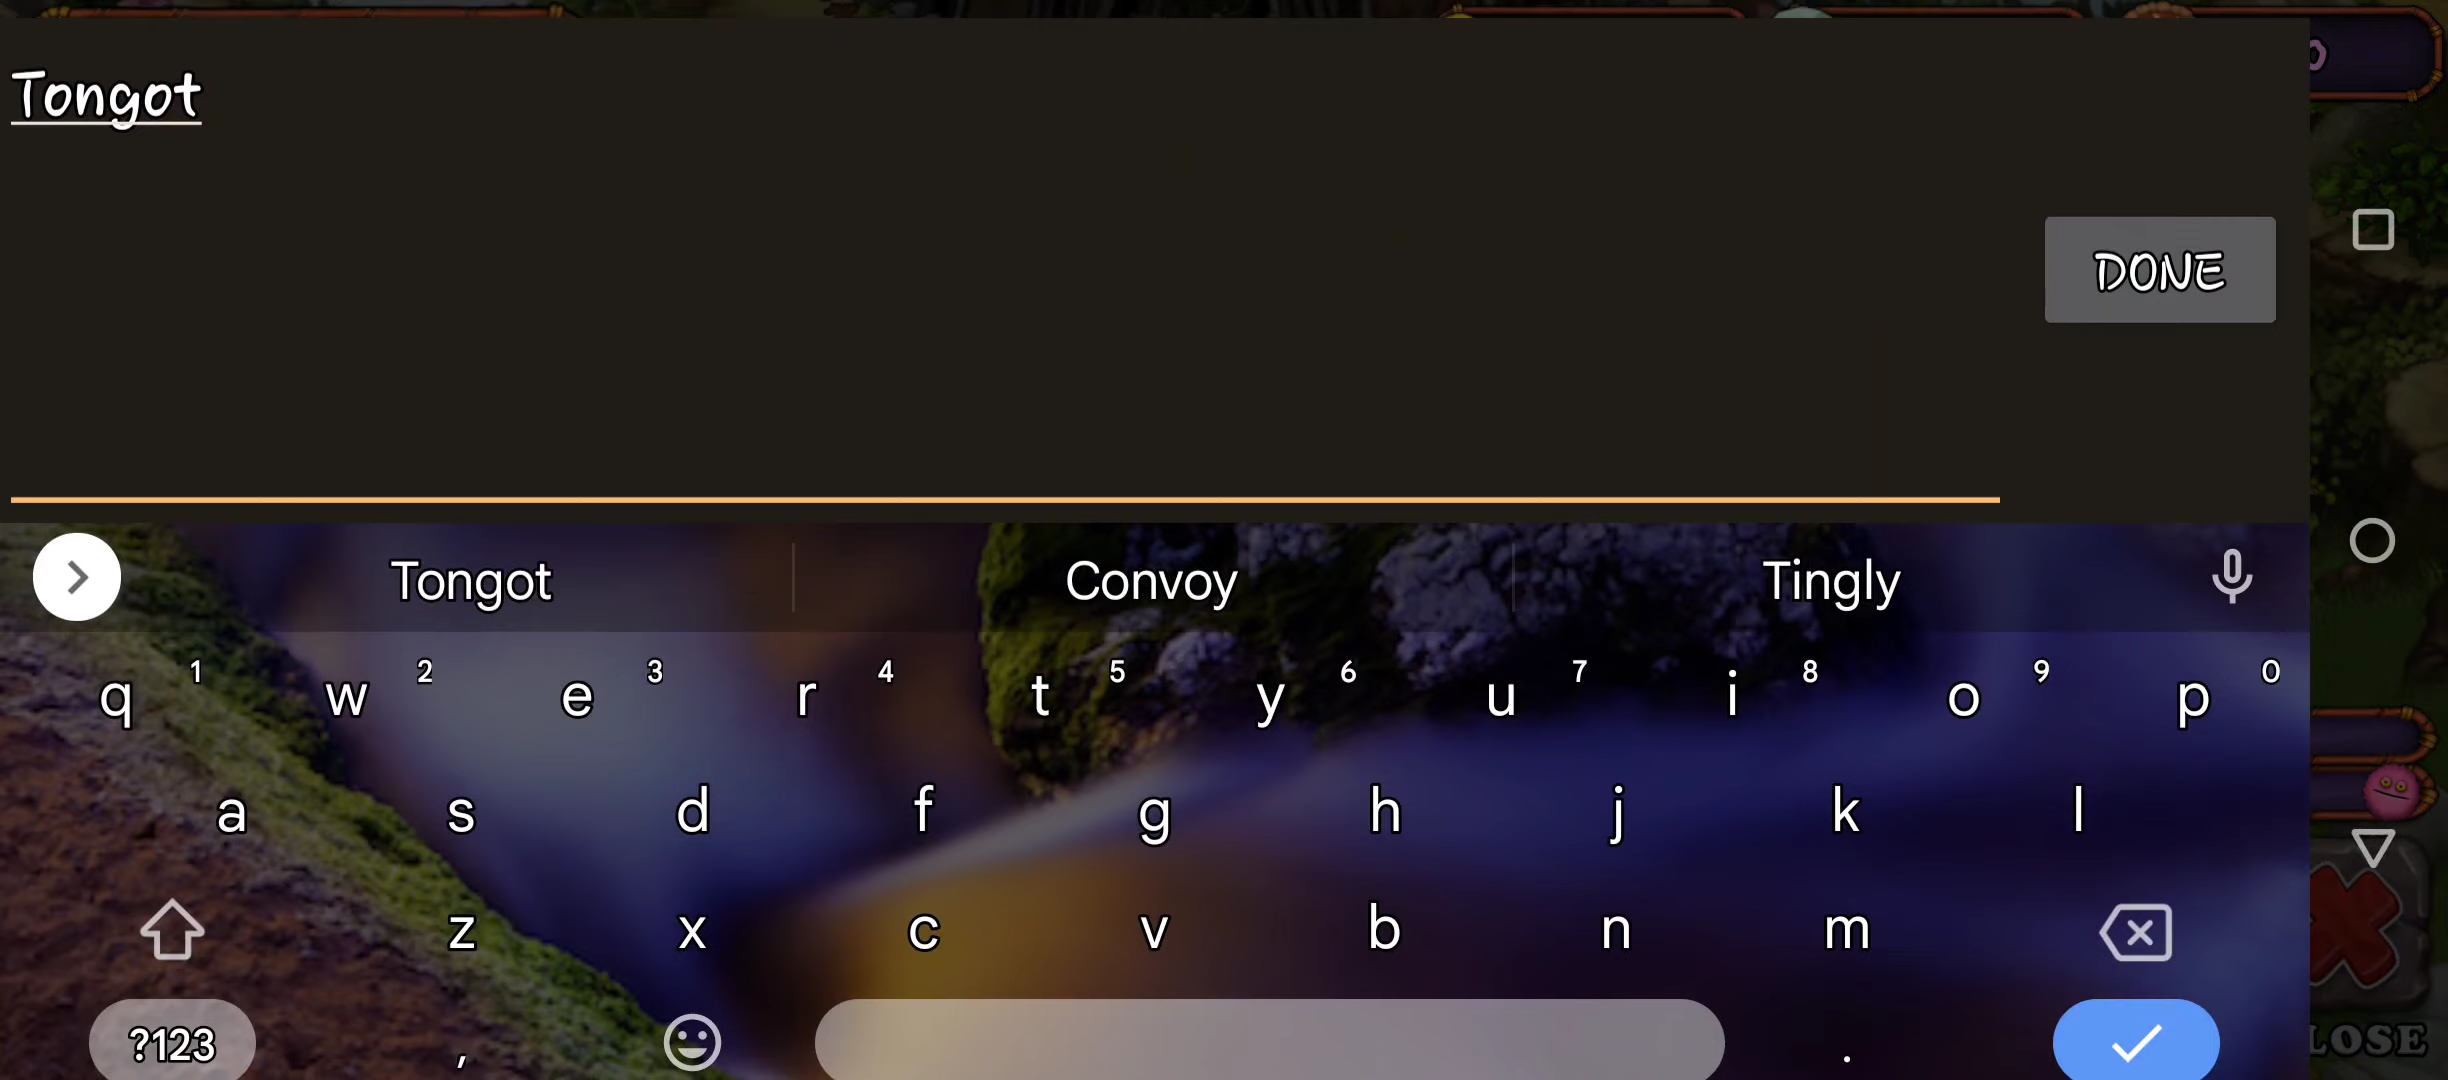 Tongot
DONE
Tongot Convoy Tingly
q 1 w 2 e 3 r 4 t 5 y 6 u 7 i 8 o 9 p 0
a s d f g h j k l
z x c v b n m
?123 , .
LOSE